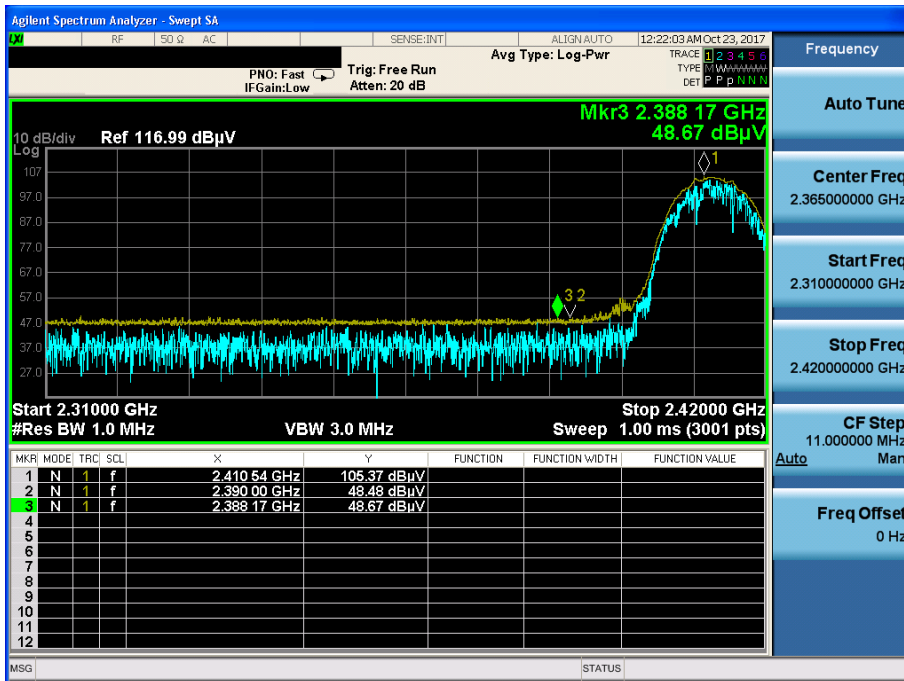 Agilent Spectrum Analyzer - Swept SA
LXI RF 50 Ω AC SENSE:INT ALIGN AUTO 12:22:03 AM Oct 23, 2017
PNO: Fast Trig: Free Run Avg Type: Log-Pwr TRACE 1 2 3 4 5 6
IFGain:Low Atten: 20 dB TYPE M W W W W W
DET P P p N N N
Frequency
Auto Tune
Center Freq
2.365000000 GHz
Start Freq
2.310000000 GHz
Stop Freq
2.420000000 GHz
CF Step
11.000000 MHz
Auto Man
Freq Offset
0 Hz
Mkr3 2.388 17 GHz
48.67 dBµV
10 dB/div Ref 116.99 dBµV
Log
107
97.0
87.0
77.0
67.0
57.0
47.0
37.0
27.0
1
3 2
Start 2.31000 GHz Stop 2.42000 GHz
#Res BW 1.0 MHz VBW 3.0 MHz Sweep 1.00 ms (3001 pts)
MKR MODE TRC SCL X Y FUNCTION FUNCTION WIDTH FUNCTION VALUE
1 N 1 f 2.410 54 GHz 105.37 dBµV
2 N 1 f 2.390 00 GHz 48.48 dBµV
3 N 1 f 2.388 17 GHz 48.67 dBµV
4
5
6
7
8
9
10
11
12
MSG STATUS